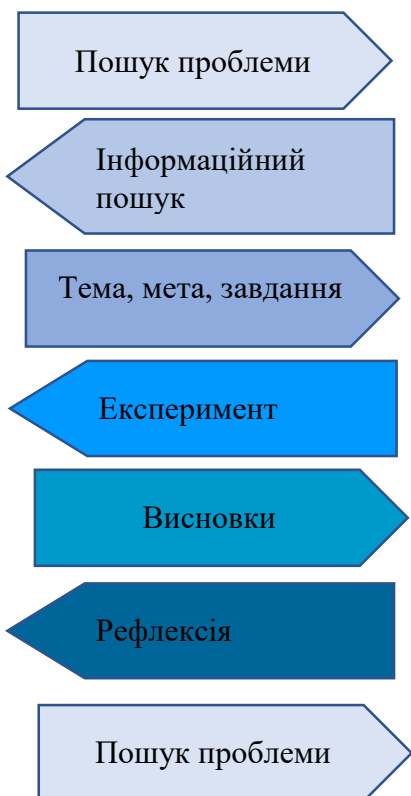 Пошук проблеми
Інформаційний
пошук
Тема, мета, завдання
Експеримент
Висновки
Рефлексія
Пошук проблеми